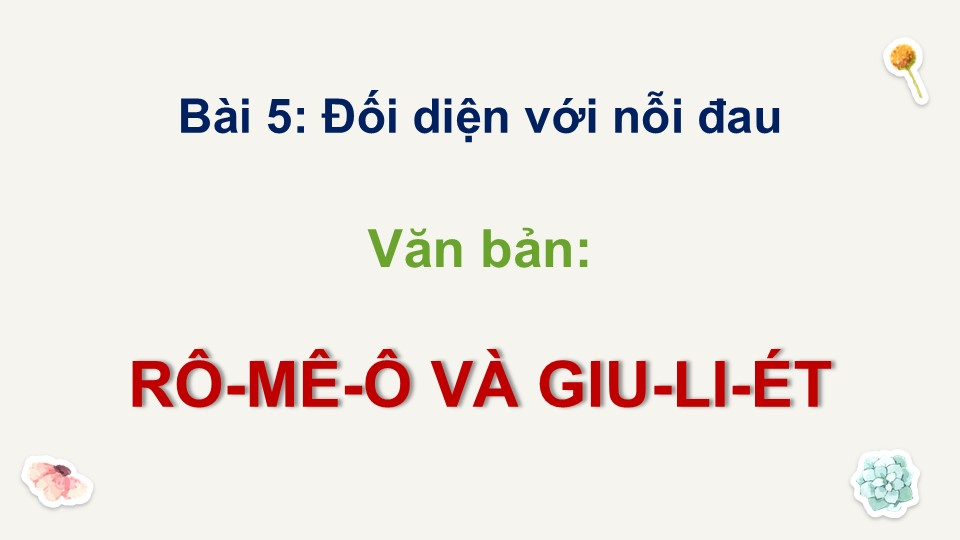 Bài 5: Đối diện với nỗi đau
Văn bản:
RÔ-MÊ-Ô VÀ GIU-LI-ÉT